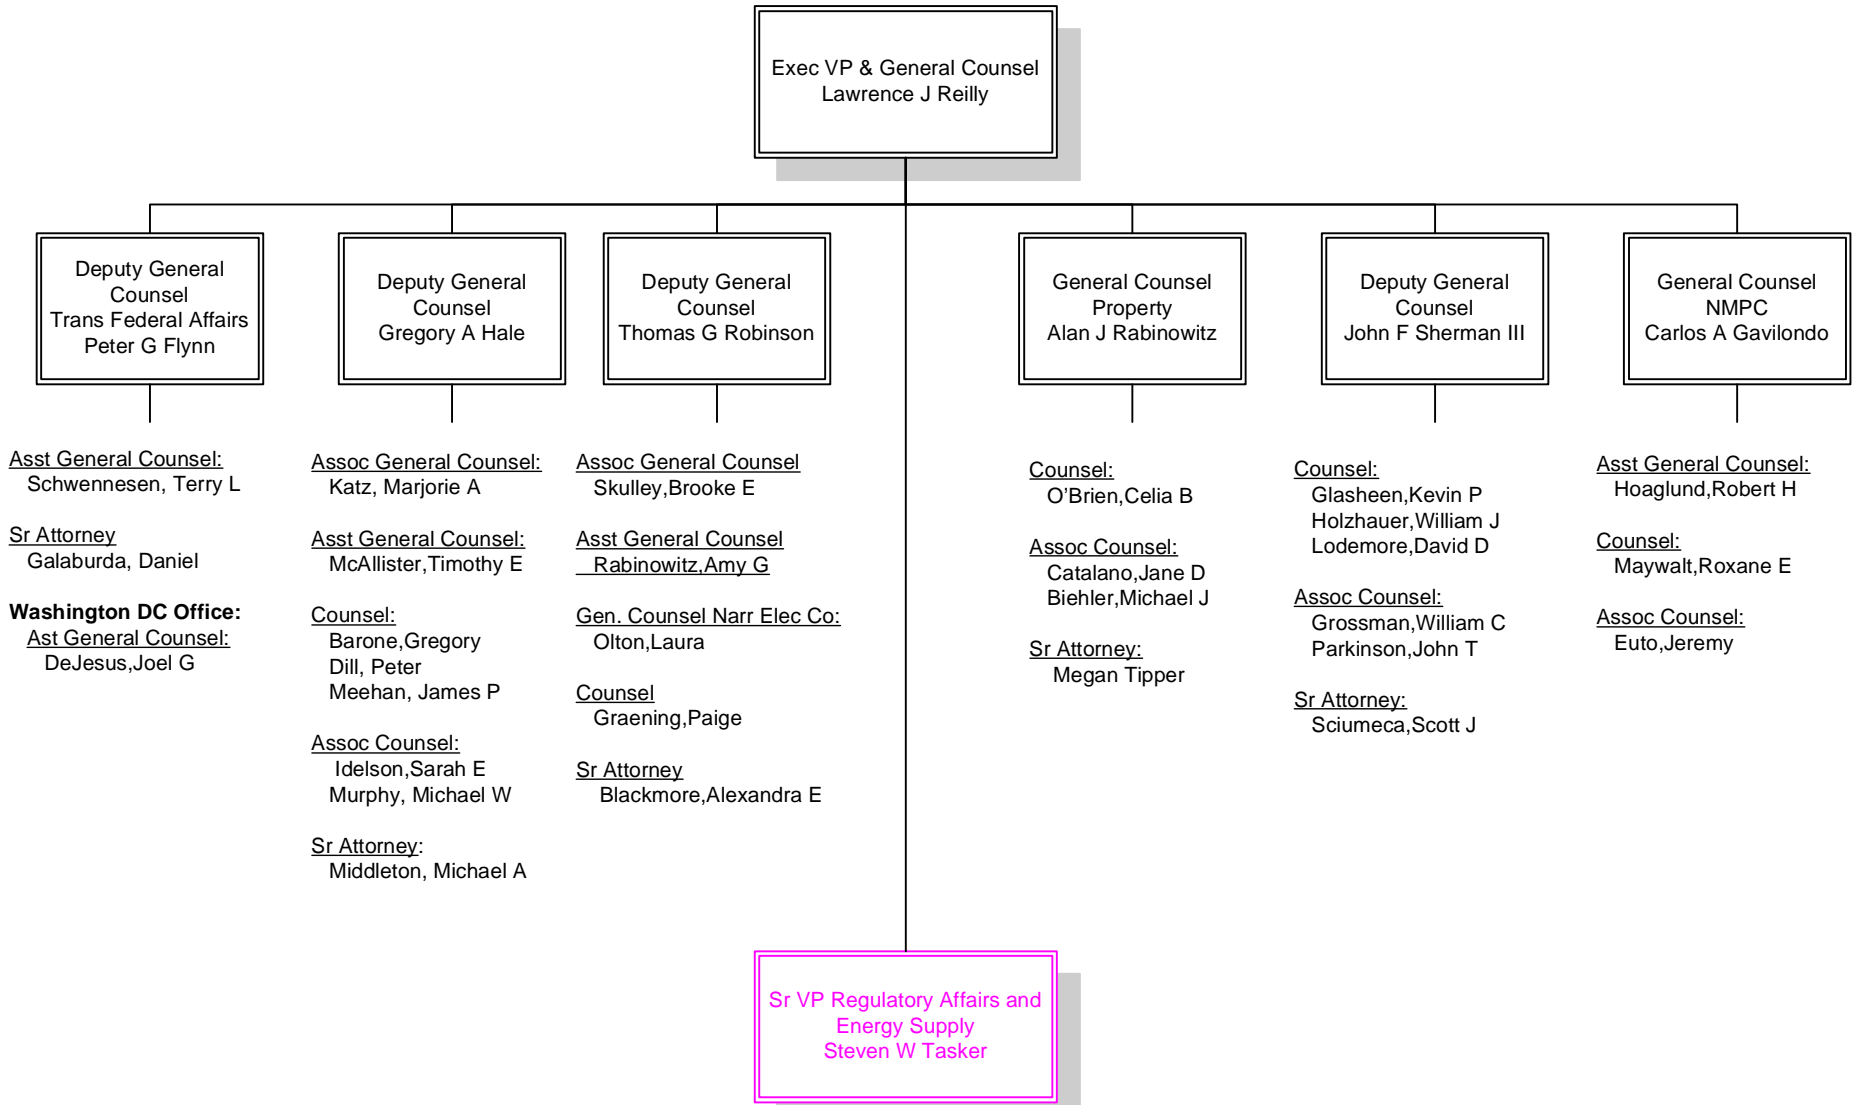 Exec VP & General Counsel
Lawrence J Reilly
Deputy General
Counsel
Trans Federal Affairs
Peter G Flynn
Deputy General
Counsel
Gregory A Hale
Deputy General
Counsel
Thomas G Robinson
General Counsel
Property
Alan J Rabinowitz
Deputy General
Counsel
John F Sherman III
General Counsel
NMPC
Carlos A Gavilondo
Asst General Counsel:
Schwennesen, Terry L
Sr Attorney
Galaburda, Daniel
Washington DC Office:
Ast General Counsel:
DeJesus,Joel G
Assoc General Counsel:
Katz, Marjorie A
Asst General Counsel:
McAllister,Timothy E
Counsel:
Barone,Gregory
Dill, Peter
Meehan, James P
Assoc Counsel:
Idelson,Sarah E
Murphy, Michael W
Sr Attorney:
Middleton, Michael A
Assoc General Counsel
Skulley,Brooke E
Asst General Counsel
Rabinowitz,Amy G
Gen. Counsel Narr Elec Co:
Olton,Laura
Counsel
Graening,Paige
Sr Attorney
Blackmore,Alexandra E
Counsel:
O’Brien,Celia B
Assoc Counsel:
Catalano,Jane D
Biehler,Michael J
Sr Attorney:
Megan Tipper
Counsel:
Glasheen,Kevin P
Holzhauer,William J
Lodemore,David D
Assoc Counsel:
Grossman,William C
Parkinson,John T
Sr Attorney:
Sciumeca,Scott J
Asst General Counsel:
Hoaglund,Robert H
Counsel:
Maywalt,Roxane E
Assoc Counsel:
Euto,Jeremy
Sr VP Regulatory Affairs and
Energy Supply
Steven W Tasker